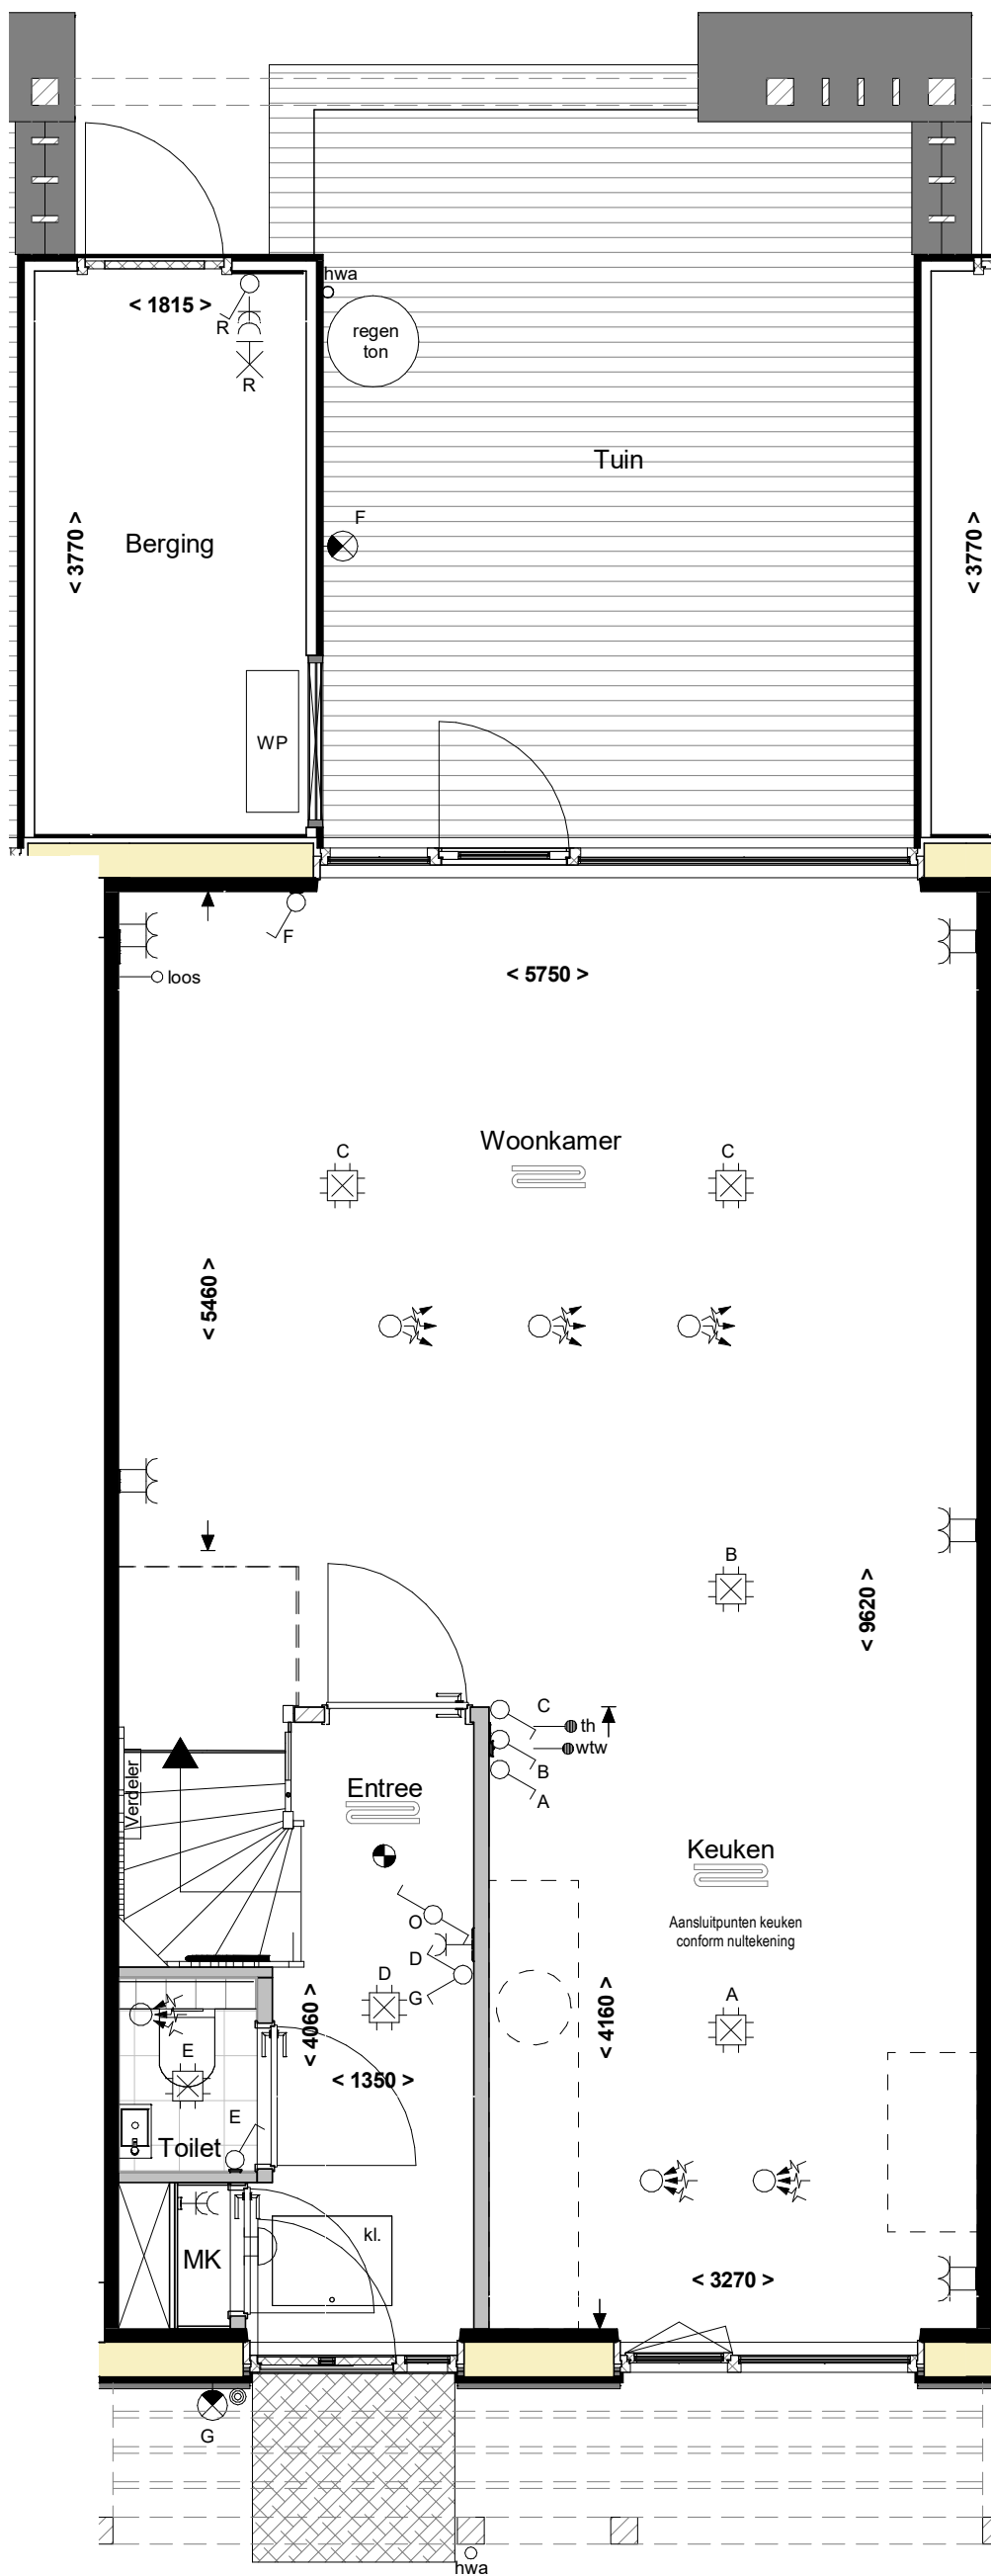 hwa
< 1815 >
R
regen
ton
R
Tuin
F
< 3770 >
Berging
< 3770 >
WP
F
loos
< 5750 >
Woonkamer
C
C
< 5460 >
B
< 9620 >
C
th
wtw
B
A
Verdeler
Entree
Keuken
Aansluitpunten keuken
conform nultekening
O
D
G
D
A
< 4060 >
< 4160 >
E
< 1350 >
E
Toilet
kl.
MK
< 3270 >
G
hwa